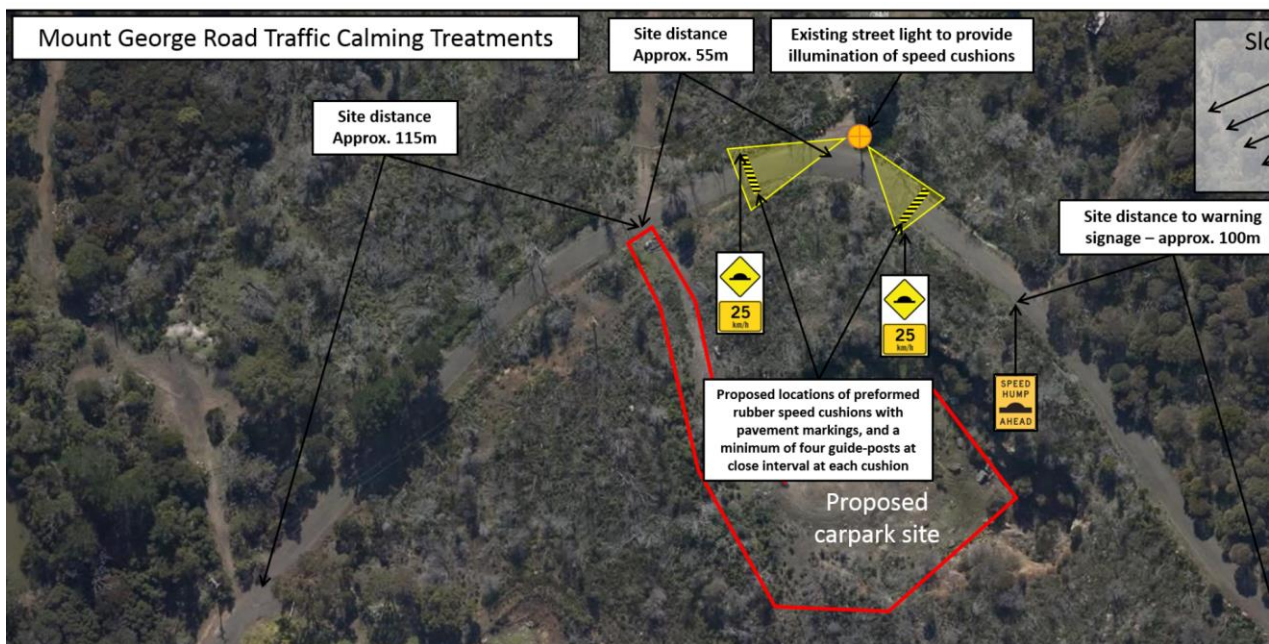 Mount George Road Traffic Calming Treatments
Site distance
Approx. 55m
Existing street light to provide
illumination of speed cushions
Site distance
Approx. 115m
Site distance to warning
signage – approx. 100m
25
km/h
25
km/h
SPEED
HUMP
AHEAD
Proposed locations of preformed
rubber speed cushions with
pavement markings, and a
minimum of four guide-posts at
close interval at each cushion
Proposed
carpark site